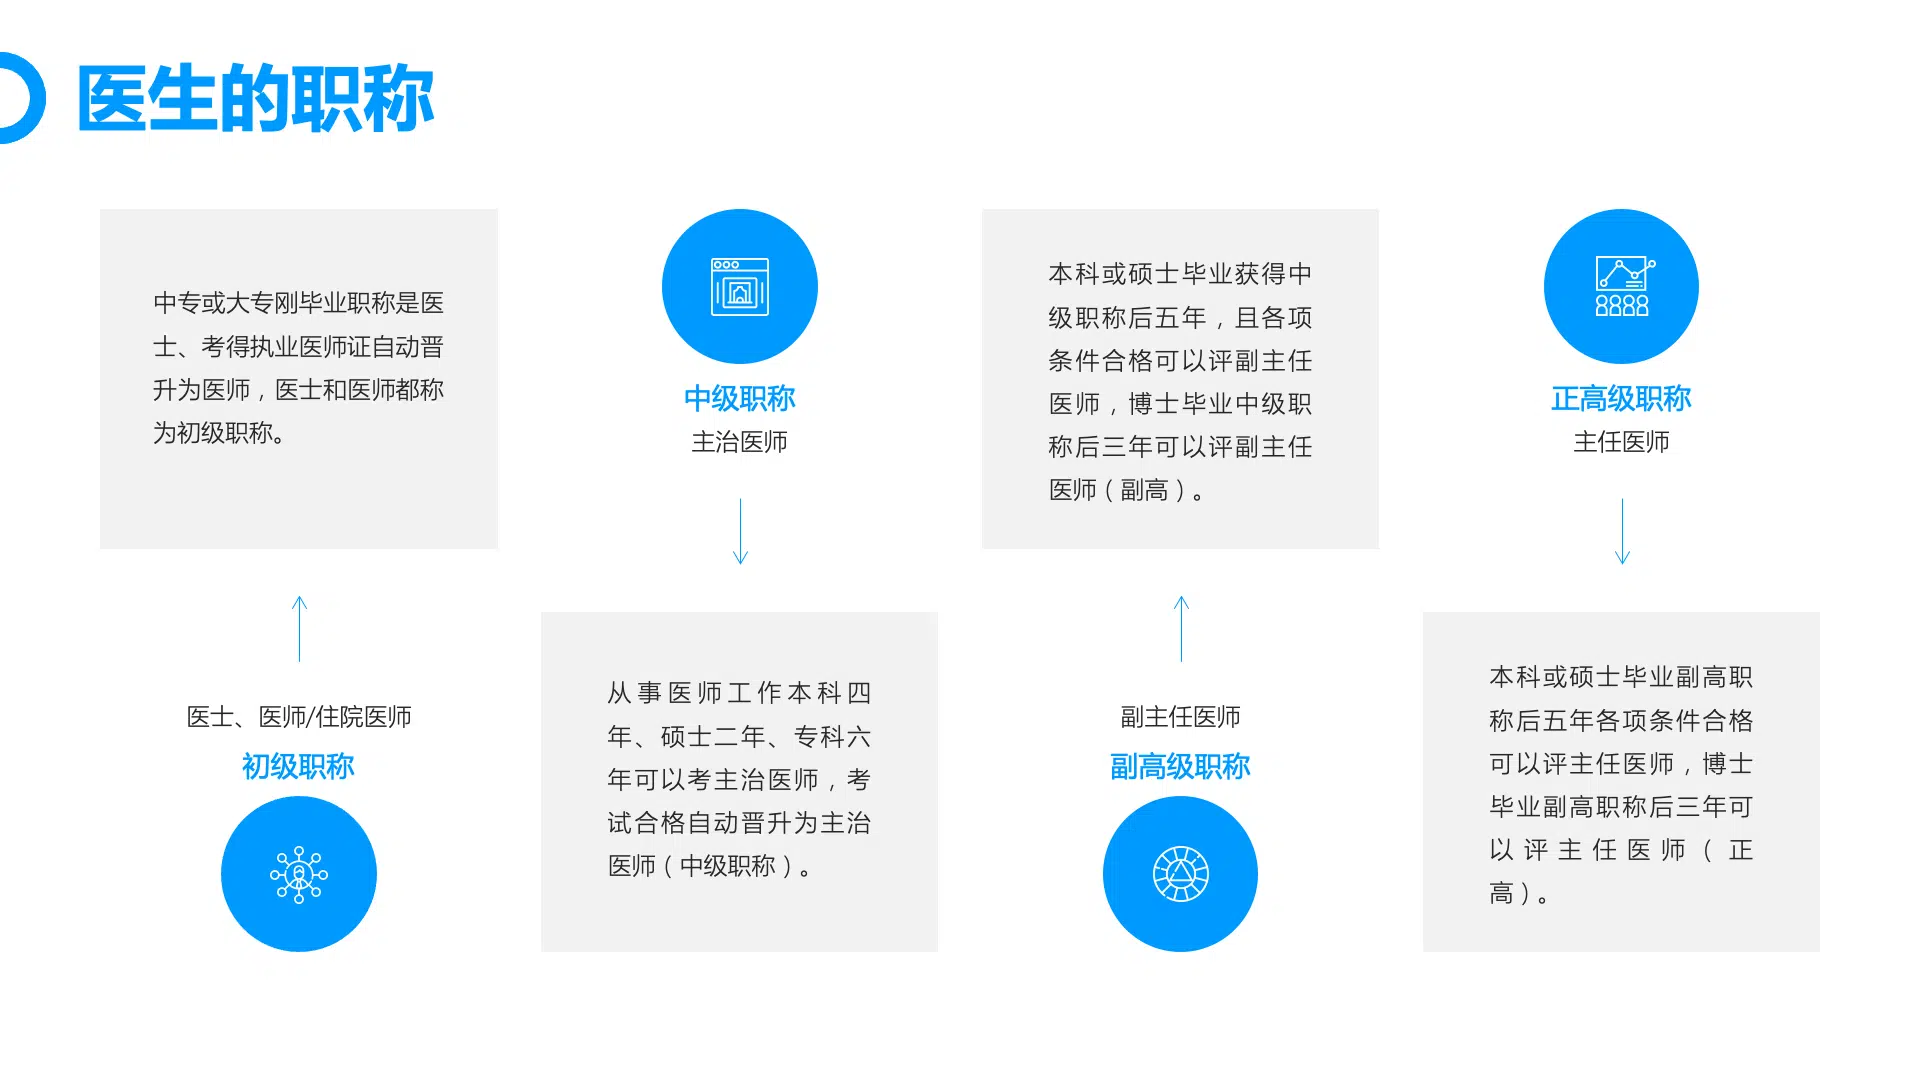 医生的职称
中专或大专刚毕业职称是医
士、考得执业医师证自动晋
升为医师，医士和医师都称
为初级职称。
医士、医师/住院医师
初级职称
中级职称
主治医师
从事医师工作本科四
年、硕士二年、专科六
年可以考主治医师，考
试合格自动晋升为主治
医师（中级职称）。
本科或硕士毕业获得中
级职称后五年，且各项
条件合格可以评副主任
医师，博士毕业中级职
称后三年可以评副主任
医师（副高）。
副主任医师
副高级职称
正高级职称
主任医师
本科或硕士毕业副高职
称后五年各项条件合格
可以评主任医师，博士
毕业副高职称后三年可
以评主任医师（正
高）。